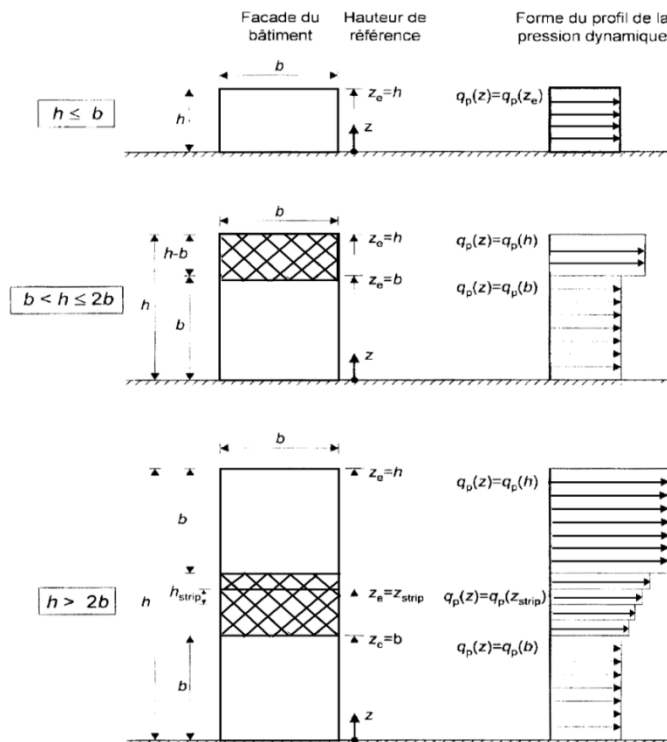 Facade du bâtiment
Hauteur de référence
Forme du profil de la pression dynamique
h ≤ b
b
h
z_e=h
z
q_p(z)=q_p(z_e)
b < h ≤ 2b
b
h-b
h
b
z_e=h
z_e=b
z
q_p(z)=q_p(h)
q_p(z)=q_p(b)
h > 2b
b
h
b
h_strip
b
z_e=h
z_e=z_strip
z_e=b
z
q_p(z)=q_p(h)
q_p(z)=q_p(z_strip)
q_p(z)=q_p(b)